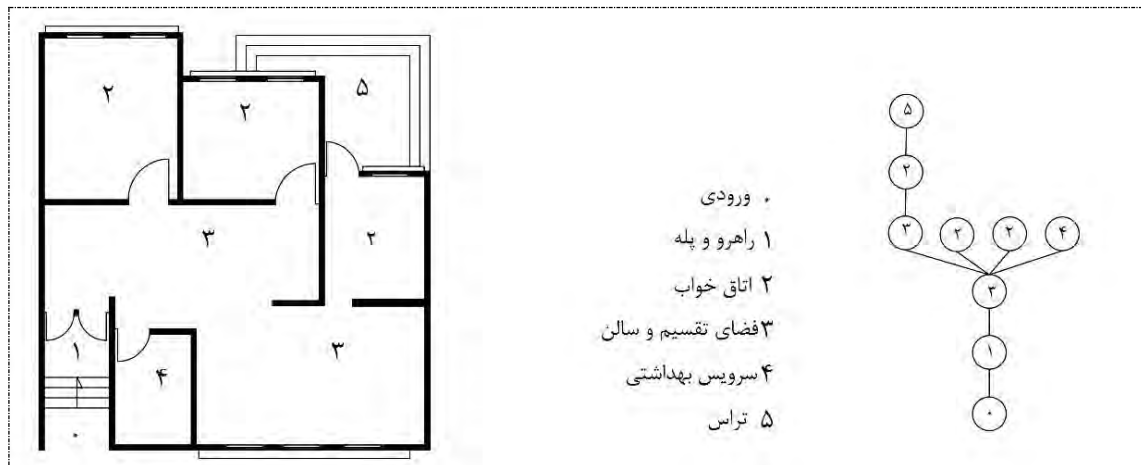 ۲
۲
۵
۳
۲
۱
۳
۴
۰
۰ ورودی
۱ راهرو و پله
۲ اتاق خواب
۳فضای تقسیم و سالن
۴ سرویس بهداشتی
۵ تراس
۵
۲
۳ ۲ ۲ ۴
۳
۱
۰